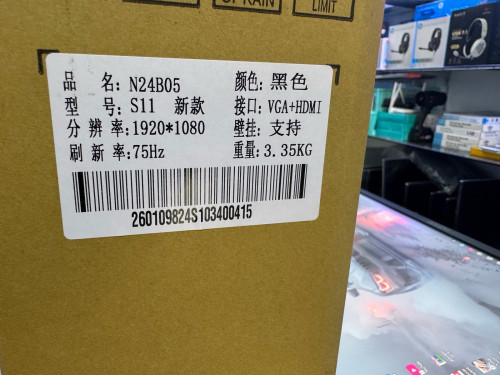 LIMIT
品 名: N24B05 颜色: 黑色
型 号: S11 新款 接口: VGA+HDMI
分 辨 率:1920*1080 壁挂: 支持
刷 新 率:75Hz 重量: 3.35KG
260109824S103400415